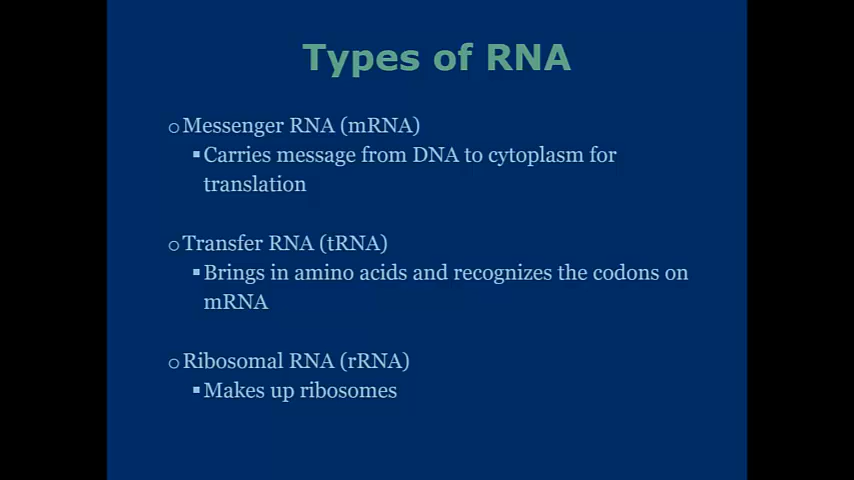 Types of RNA
Messenger RNA (mRNA)
Carries message from DNA to cytoplasm for
translation
Transfer RNA (tRNA)
Brings in amino acids and recognizes the codons on
mRNA
Ribosomal RNA (rRNA)
Makes up ribosomes